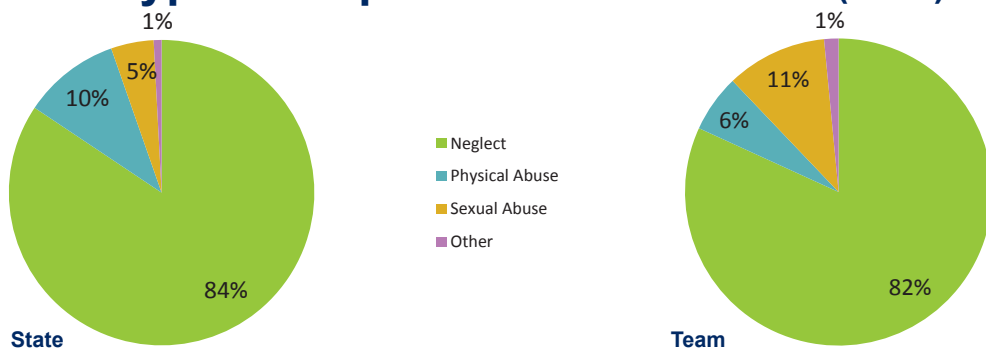 1%
5%
10%
84%
State
Neglect
Physical Abuse
Sexual Abuse
Other
1%
11%
6%
82%
Team